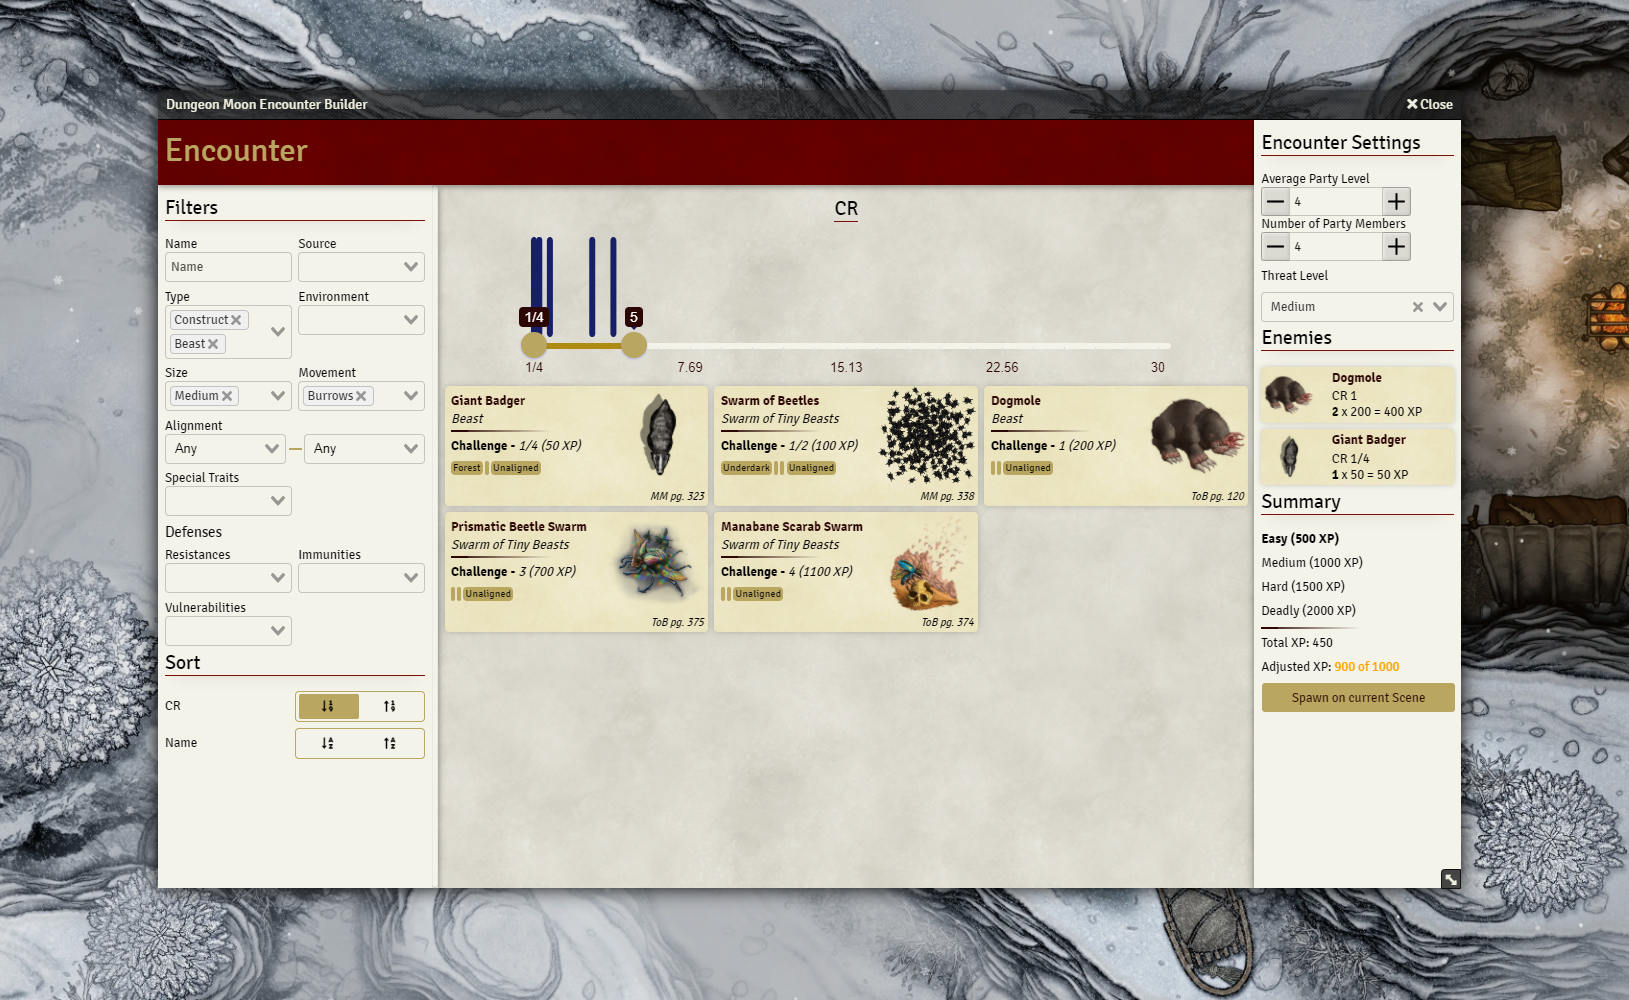 Dungeon Moon Encounter Builder
Close
Encounter
Filters
Name
Source
Name
Type
Environment
Construct
Beast
Size
Movement
Medium
Burrows
Alignment
Any
Any
Special Traits
Defenses
Resistances
Immunities
Vulnerabilities
Sort
CR
Name
CR
1/4
5
1/4
7.69
15.13
22.56
30
Giant Badger
Beast
Challenge - 1/4 (50 XP)
Forest
Unaligned
MM pg. 323
Swarm of Beetles
Swarm of Tiny Beasts
Challenge - 1/2 (100 XP)
Underdark
Unaligned
MM pg. 338
Dogmole
Beast
Challenge - 1 (200 XP)
Unaligned
ToB pg. 120
Prismatic Beetle Swarm
Swarm of Tiny Beasts
Challenge - 3 (700 XP)
Unaligned
ToB pg. 375
Manabane Scarab Swarm
Swarm of Tiny Beasts
Challenge - 4 (1100 XP)
Unaligned
ToB pg. 374
Encounter Settings
Average Party Level
4
Number of Party Members
4
Threat Level
Medium
Enemies
Dogmole
CR 1
2 x 200 = 400 XP
Giant Badger
CR 1/4
1 x 50 = 50 XP
Summary
Easy (500 XP)
Medium (1000 XP)
Hard (1500 XP)
Deadly (2000 XP)
Total XP: 450
Adjusted XP: 900 of 1000
Spawn on current Scene